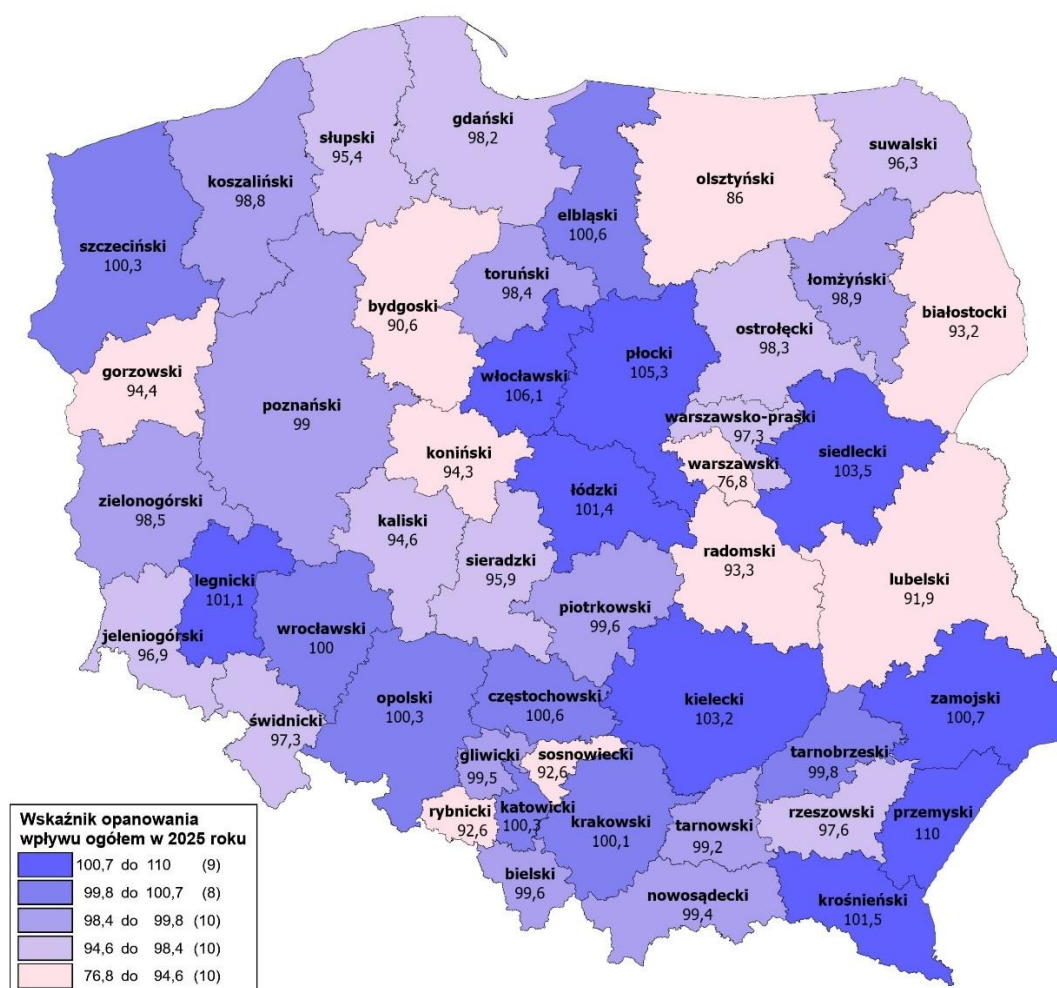 gdański
98,2
słupski
95,4
suwalski
96,3
koszaliński
98,8
olsztyński
86
elbląski
100,6
szczeciński
100,3
toruński
98,4
łomżyński
98,9
bydgoski
90,6
białostocki
93,2
ostrołęcki
98,3
płocki
105,3
gorzowski
94,4
włocławski
106,1
poznański
99
warszawsko-praski
97,3
koniński
94,3
siedlecki
103,5
warszawski
76,8
zielonogórski
98,5
łódzki
101,4
kaliski
94,6
radomski
93,3
sieradzki
95,9
legnicki
101,1
lubelski
91,9
piotrkowski
99,6
wrocławski
100
jeleniogórski
96,9
opolski
100,3
częstochowski
100,6
kielecki
103,2
zamojski
100,7
świdnicki
97,3
tarnobrzeski
99,8
gliwicki
99,5
sosnowiecki
92,6
rybnicki
92,6
katowicki
100,3
krakowski
100,1
tarnowski
99,2
rzeszowski
97,6
przemyski
110
bielski
99,6
nowosądecki
99,4
krośnieński
101,5
Wskaźnik opanowania
wpływu ogółem w 2025 roku
100,7 do 110 (9)
99,8 do 100,7 (8)
98,4 do 99,8 (10)
94,6 do 98,4 (10)
76,8 do 94,6 (10)